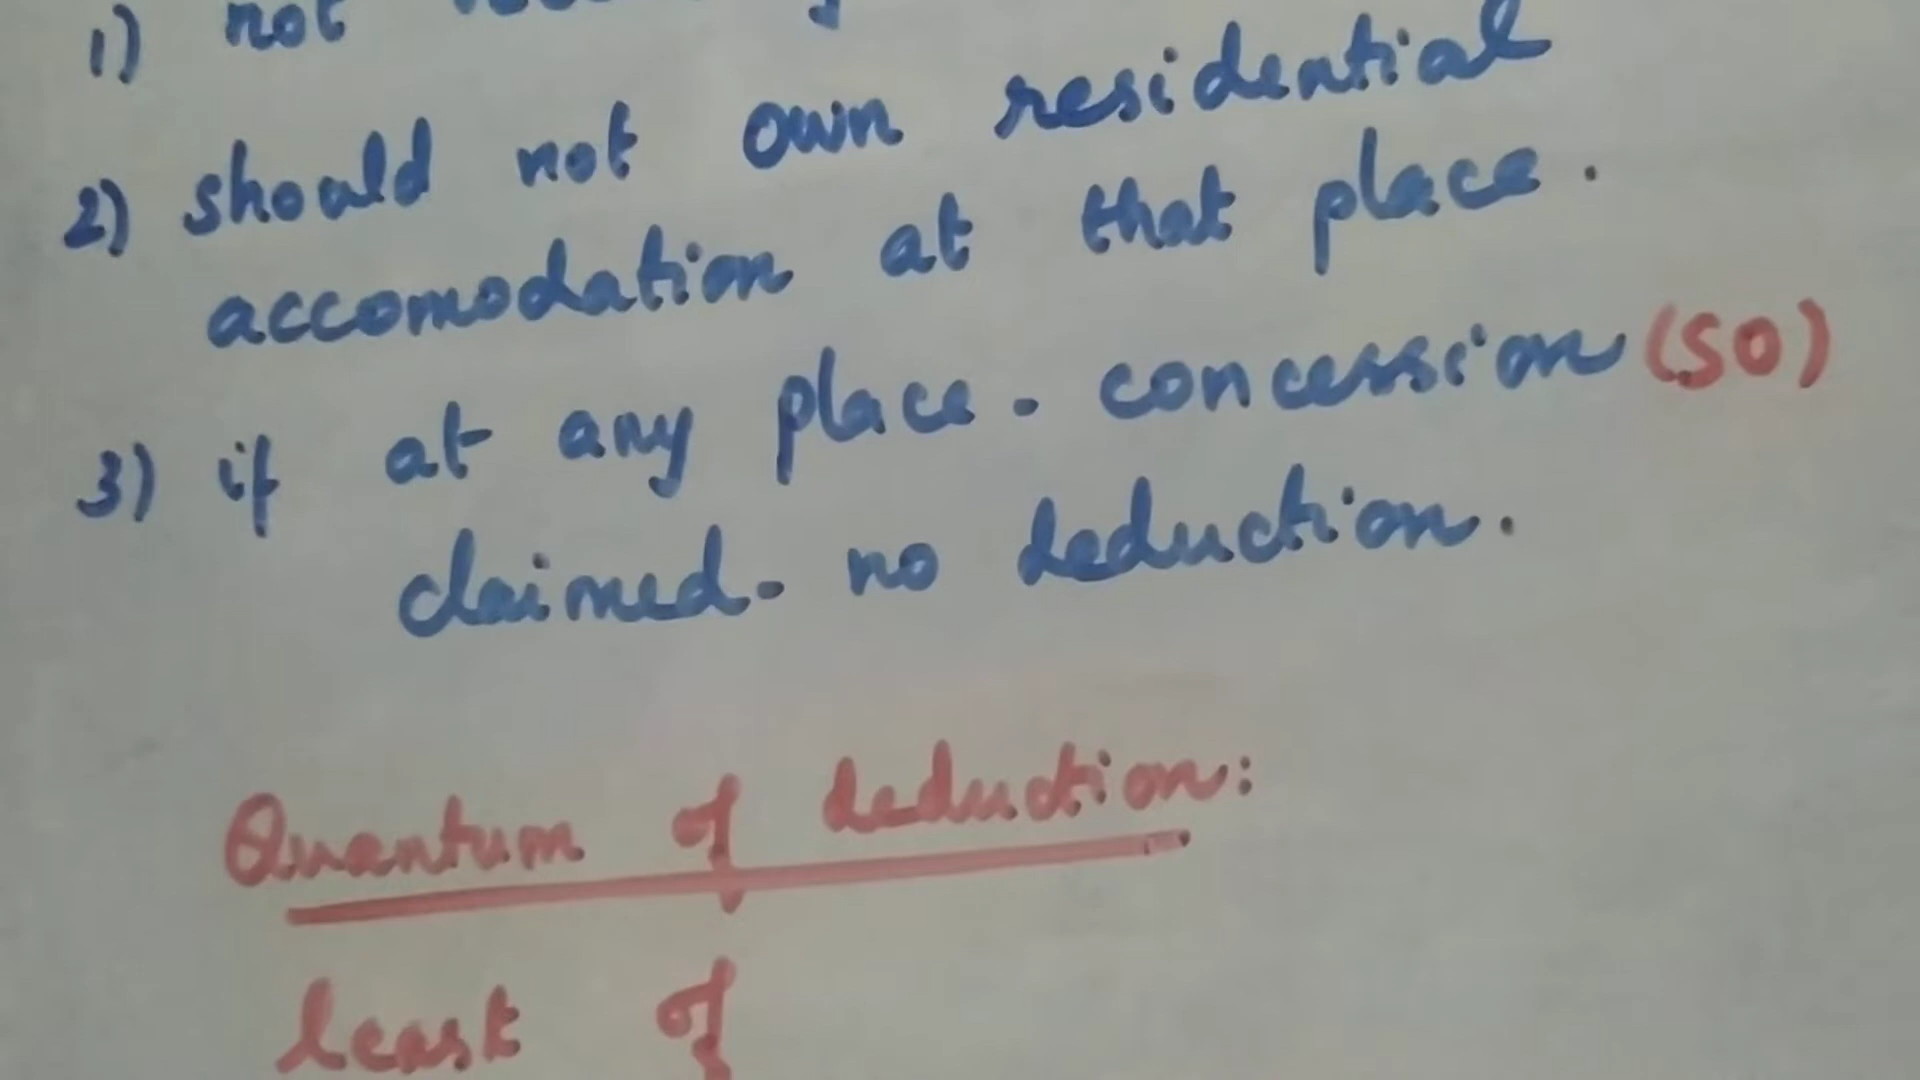 1) not
2) should not own residential
accomodation at that place.
3) if at any place - concession (SO)
claimed - no deduction.
Quantum of deduction:
least of